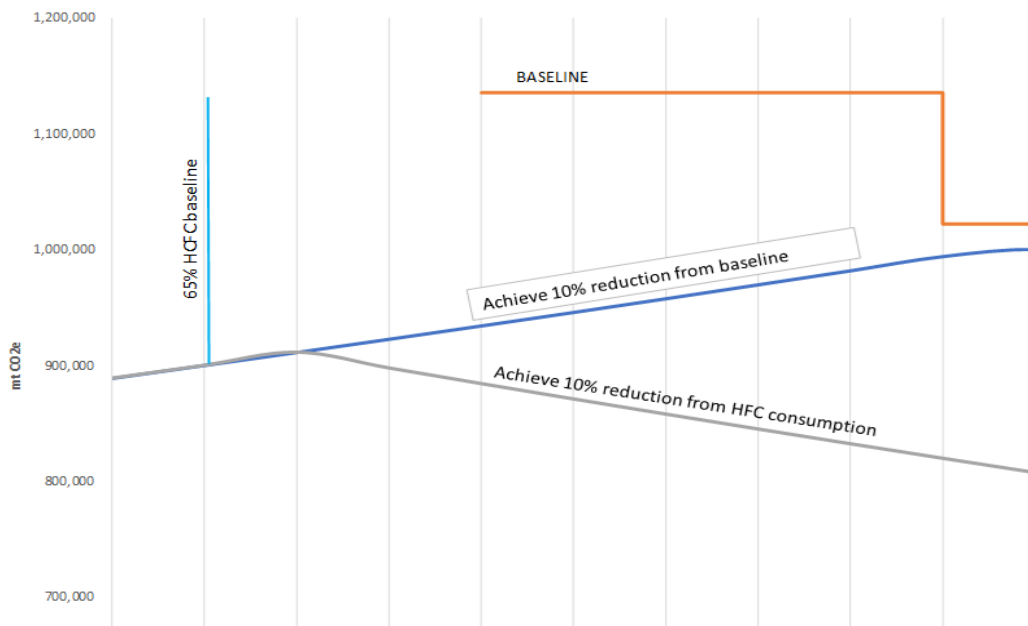 1,200,000
BASELINE
1,100,000
65% HCFC baseline
1,000,000
Achieve 10% reduction from baseline
900,000
mt CO2e
Achieve 10% reduction from HFC consumption
800,000
700,000